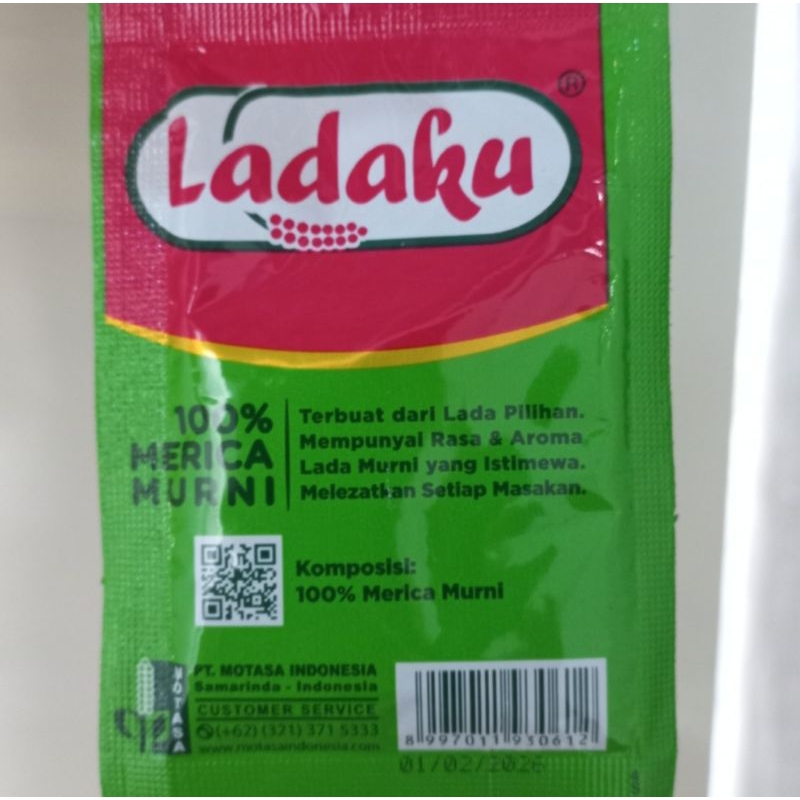 Ladaku
®
100%
MERICA
MURNI
Terbuat dari Lada Pilihan.
Mempunyai Rasa & Aroma
Lada Murni yang Istimewa.
Melezatkan Setiap Masakan.
Komposisi:
100% Merica Murni
MOTASA
PT. MOTASA INDONESIA
Samarinda - Indonesia
CUSTOMER SERVICE
(+62) (321) 371 5333
www.motasaindonesia.com
8 997011 930612
01/02/2026